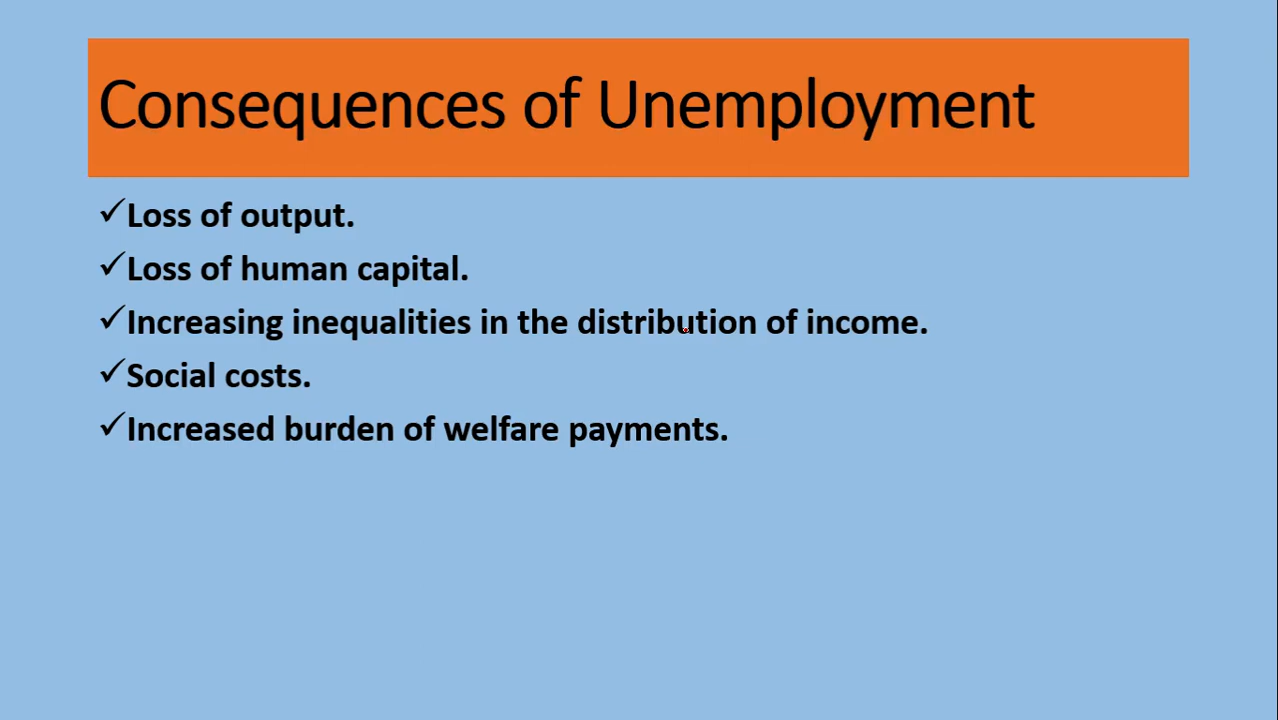 Consequences of Unemployment
✓Loss of output.
✓Loss of human capital.
✓Increasing inequalities in the distribution of income.
✓Social costs.
✓Increased burden of welfare payments.